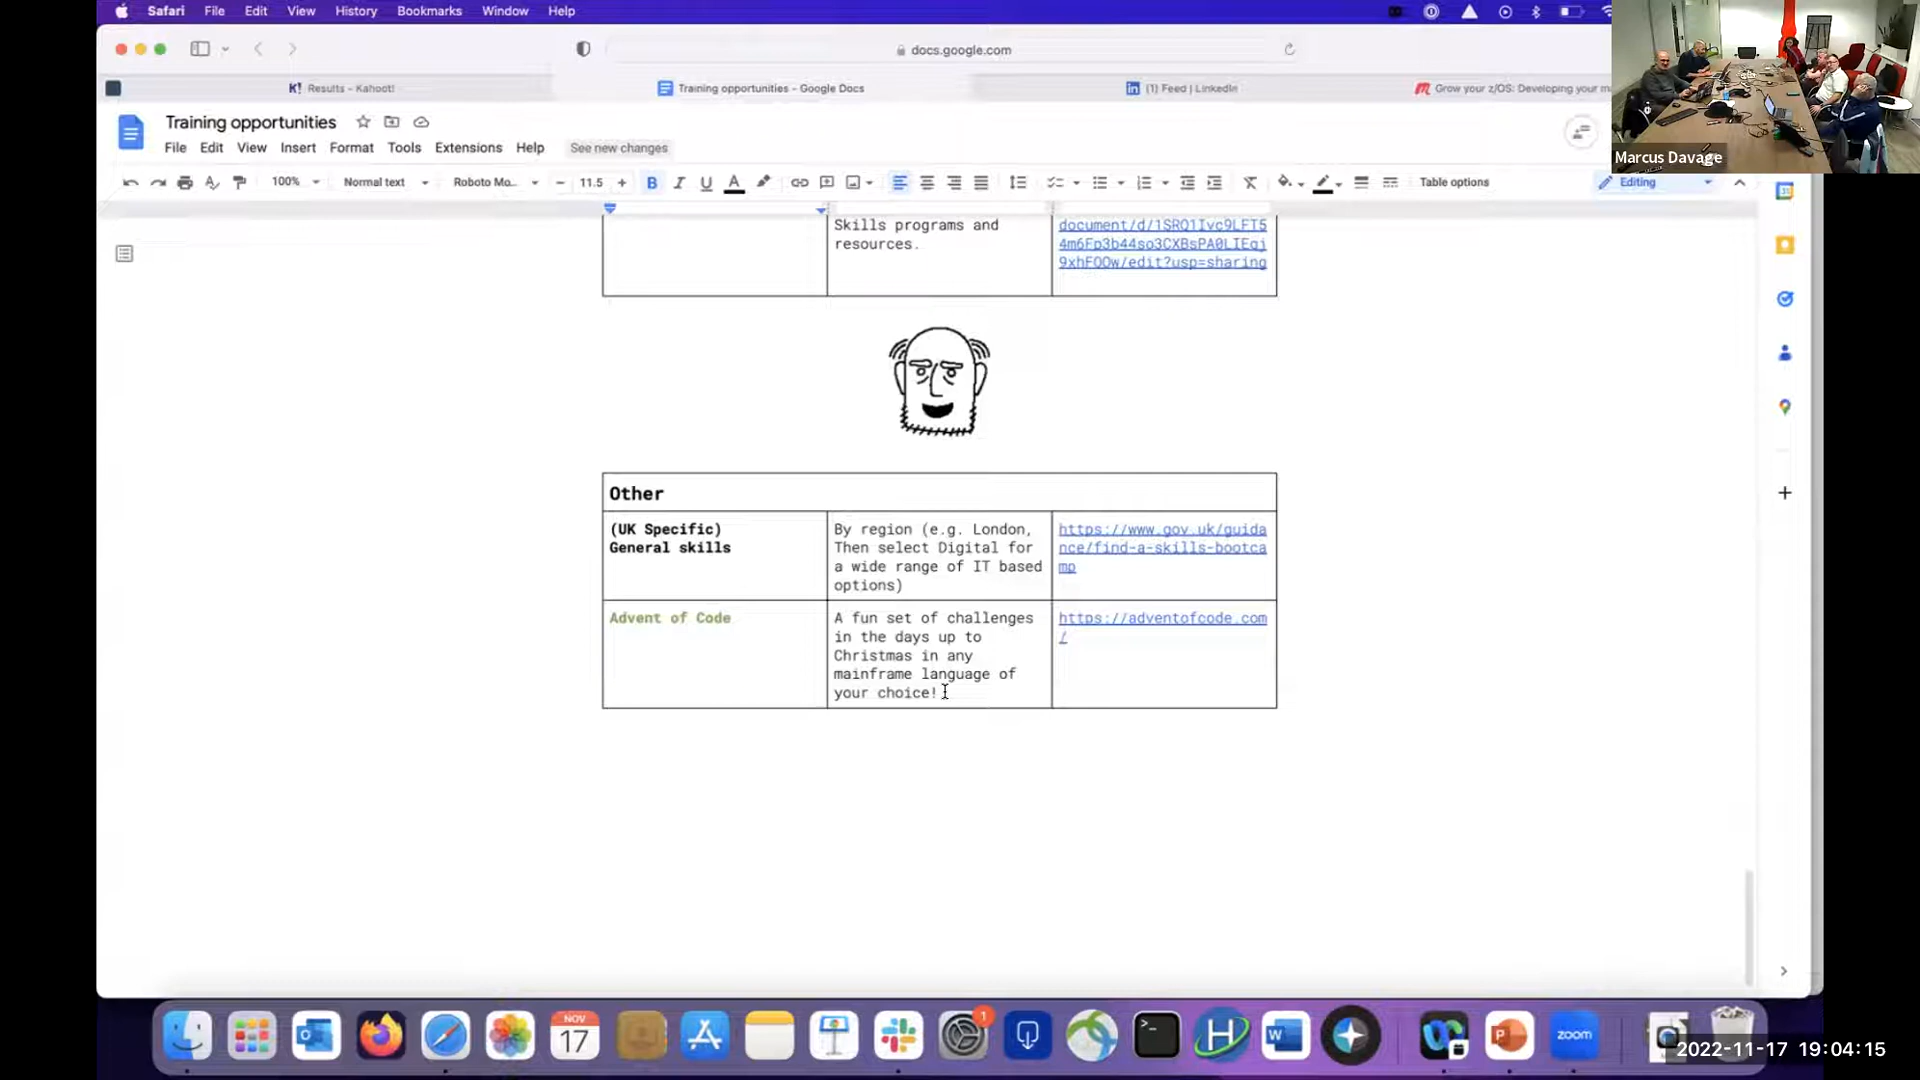 Safari File Edit View History Bookmarks Window Help
docs.google.com
K! Results – Kahoot!
Training opportunities - Google Docs
in (1) Feed | LinkedIn
Grow your z/OS: Developing your m
Marcus Davage
Training opportunities
File Edit View Insert Format Tools Extensions Help See new changes
100% Normal text Roboto Mo... – 11.5 + B I U A Table options Editing
Skills programs and
resources.
document/d/1SRQ1Ivc9LFT5
4m6Fp3b44so3CXBsPA0LIEqj
9xhFOOw/edit?usp=sharing
Other
(UK Specific)
General skills
By region (e.g. London,
Then select Digital for
a wide range of IT based
options)
https://www.gov.uk/guida
nce/find-a-skills-bootca
mp
Advent of Code
A fun set of challenges
in the days up to
Christmas in any
mainframe language of
your choice!
https://adventofcode.com
/
NOV
17
1
H
W
P
zoom
2022-11-17 19:04:15